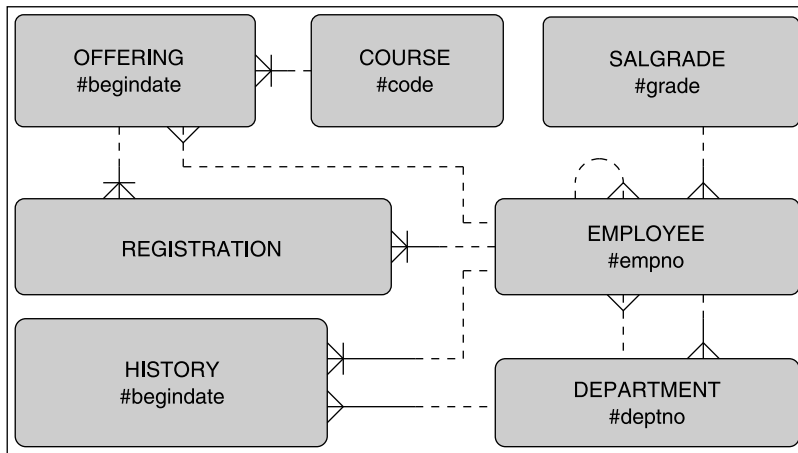 OFFERING
#begindate
COURSE
#code
SALGRADE
#grade
REGISTRATION
EMPLOYEE
#empno
HISTORY
#begindate
DEPARTMENT
#deptno